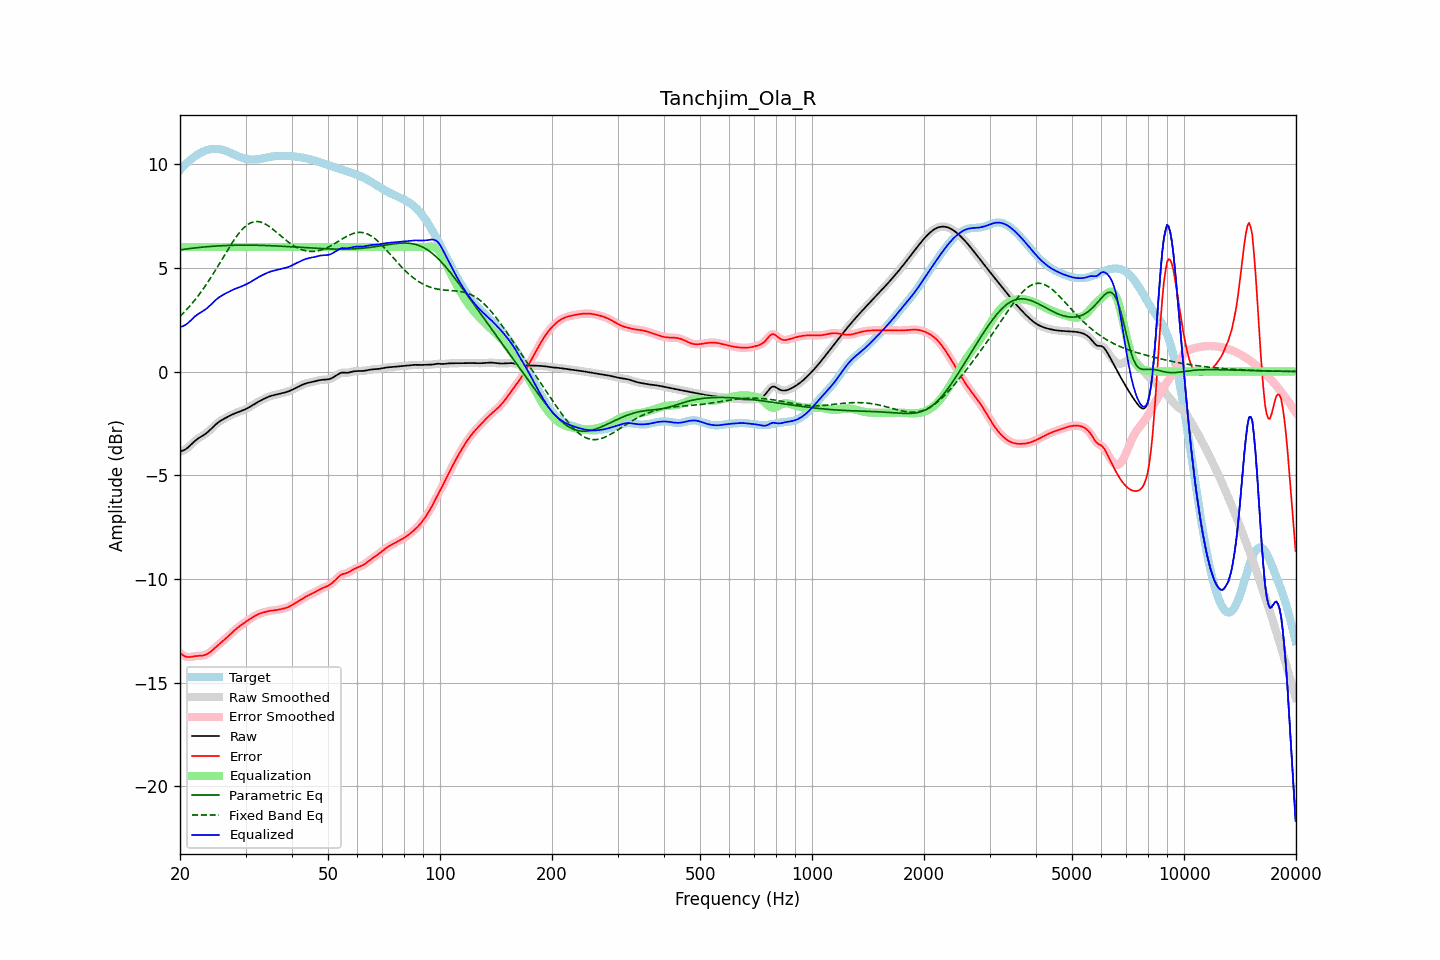 Tanchjim_Ola_R
Amplitude (dBr)
10
5
0
−5
−10
−15
−20
Target
Raw Smoothed
Error Smoothed
Raw
Error
Equalization
Parametric Eq
Fixed Band Eq
Equalized
20 50 100 200 500 1000 2000 5000 10000 20000
Frequency (Hz)